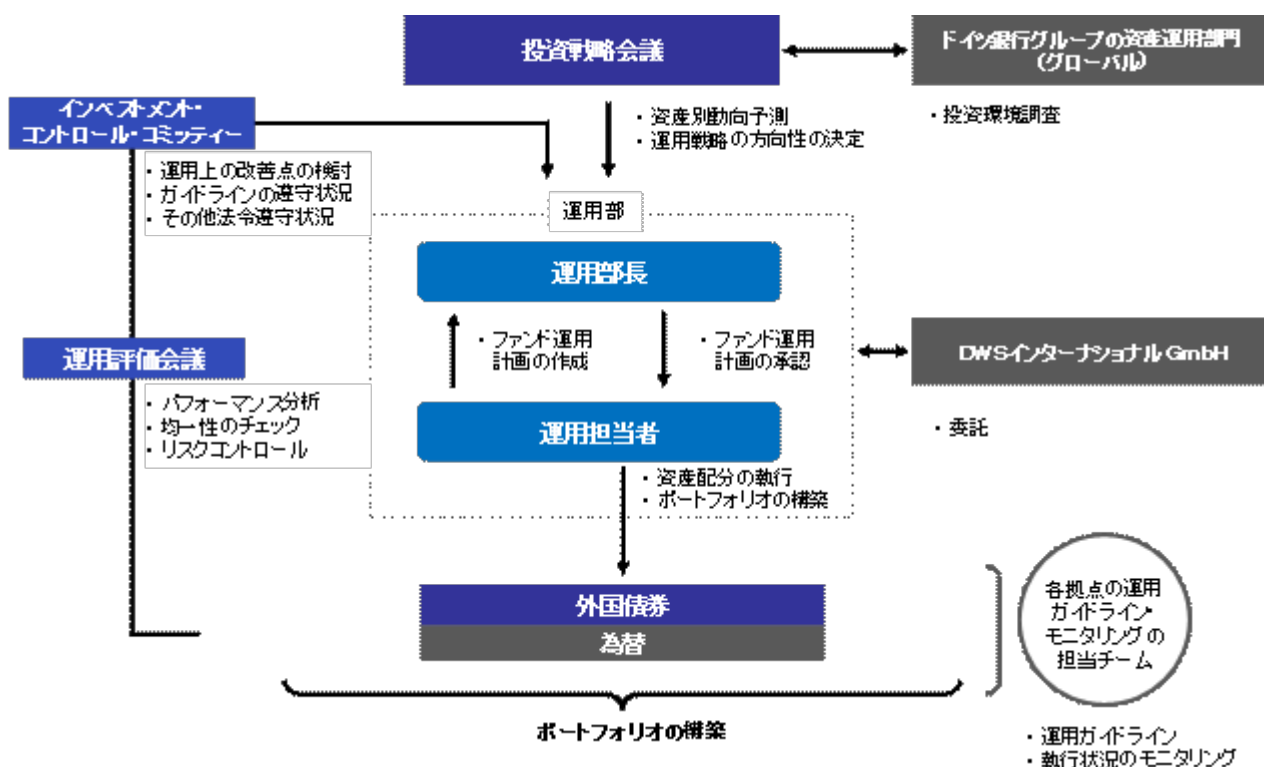 投資戦略会議
ドイツ銀行グループの資産運用部門
(グローバル)
・投資環境調査
インベストメント・
コントロール・コミッティー
・資産別動向予測
・運用戦略の方向性の決定
・運用上の改善点の検討
・ガイドラインの遵守状況
・その他法令遵守状況
運用部
運用部長
・ファンド運用
計画の作成
・ファンド運用
計画の承認
運用評価会議
DWSインターナショナルGmbH
・パフォーマンス分析
・均一性のチェック
・リスクコントロール
運用担当者
・委託
・資産配分の執行
・ポートフォリオの構築
外国債券
為替
各拠点の運用
ガイドライン・
モニタリングの
担当チーム
ポートフォリオの構築
・運用ガイドライン
・執行状況のモニタリング